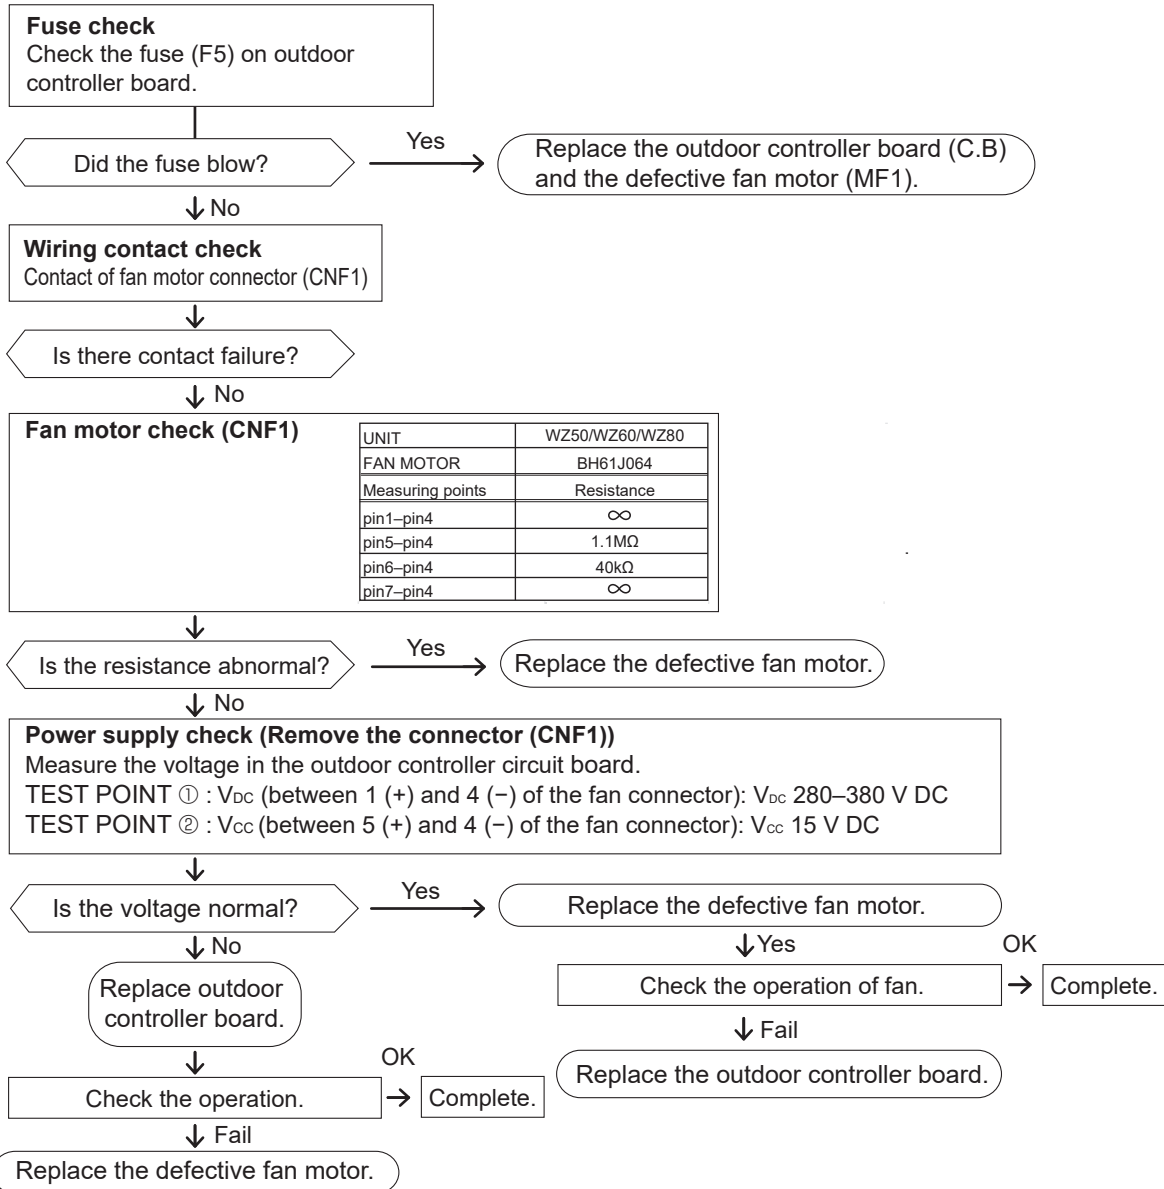 Fuse check
Check the fuse (F5) on outdoor
controller board.
Did the fuse blow?
Yes
Replace the outdoor controller board (C.B)
and the defective fan motor (MF1).
No
Wiring contact check
Contact of fan motor connector (CNF1)
Is there contact failure?
No
Fan motor check (CNF1)
UNIT WZ50/WZ60/WZ80
FAN MOTOR BH61J064
Measuring points Resistance
pin1–pin4 ∞
pin5–pin4 1.1MΩ
pin6–pin4 40kΩ
pin7–pin4 ∞
Is the resistance abnormal?
Yes
Replace the defective fan motor.
No
Power supply check (Remove the connector (CNF1))
Measure the voltage in the outdoor controller circuit board.
TEST POINT ① : VDC (between 1 (+) and 4 (−) of the fan connector): VDC 280–380 V DC
TEST POINT ② : VCC (between 5 (+) and 4 (−) of the fan connector): Vcc 15 V DC
Is the voltage normal?
Yes
Replace the defective fan motor.
Yes
Check the operation of fan.
OK
Complete.
Fail
Replace the outdoor controller board.
No
Replace outdoor
controller board.
Check the operation.
OK
Complete.
Fail
Replace the defective fan motor.